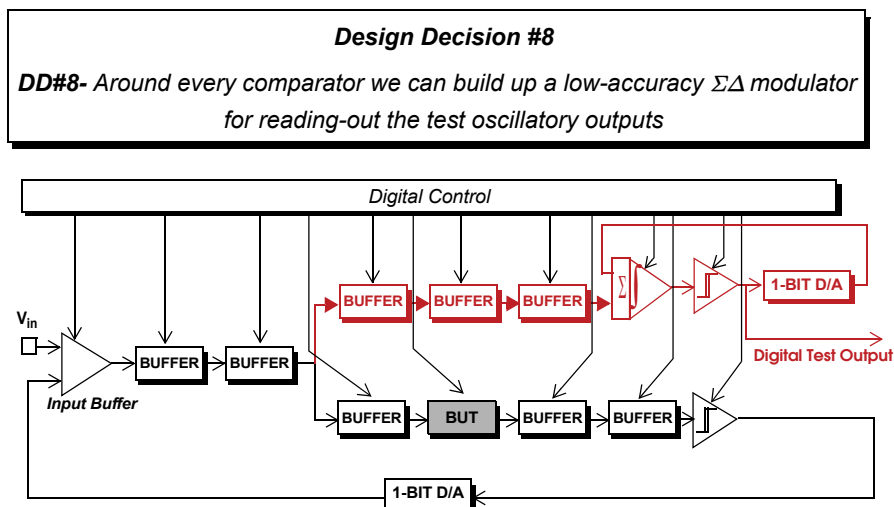 Design Decision #8
DD#8- Around every comparator we can build up a low-accuracy ΣΔ modulator
for reading-out the test oscillatory outputs
Digital Control
BUFFER
BUFFER
BUFFER
Σ
∫
1-BIT D/A
Vin
Digital Test Output
BUFFER
BUFFER
Input Buffer
BUFFER
BUT
BUFFER
BUFFER
1-BIT D/A